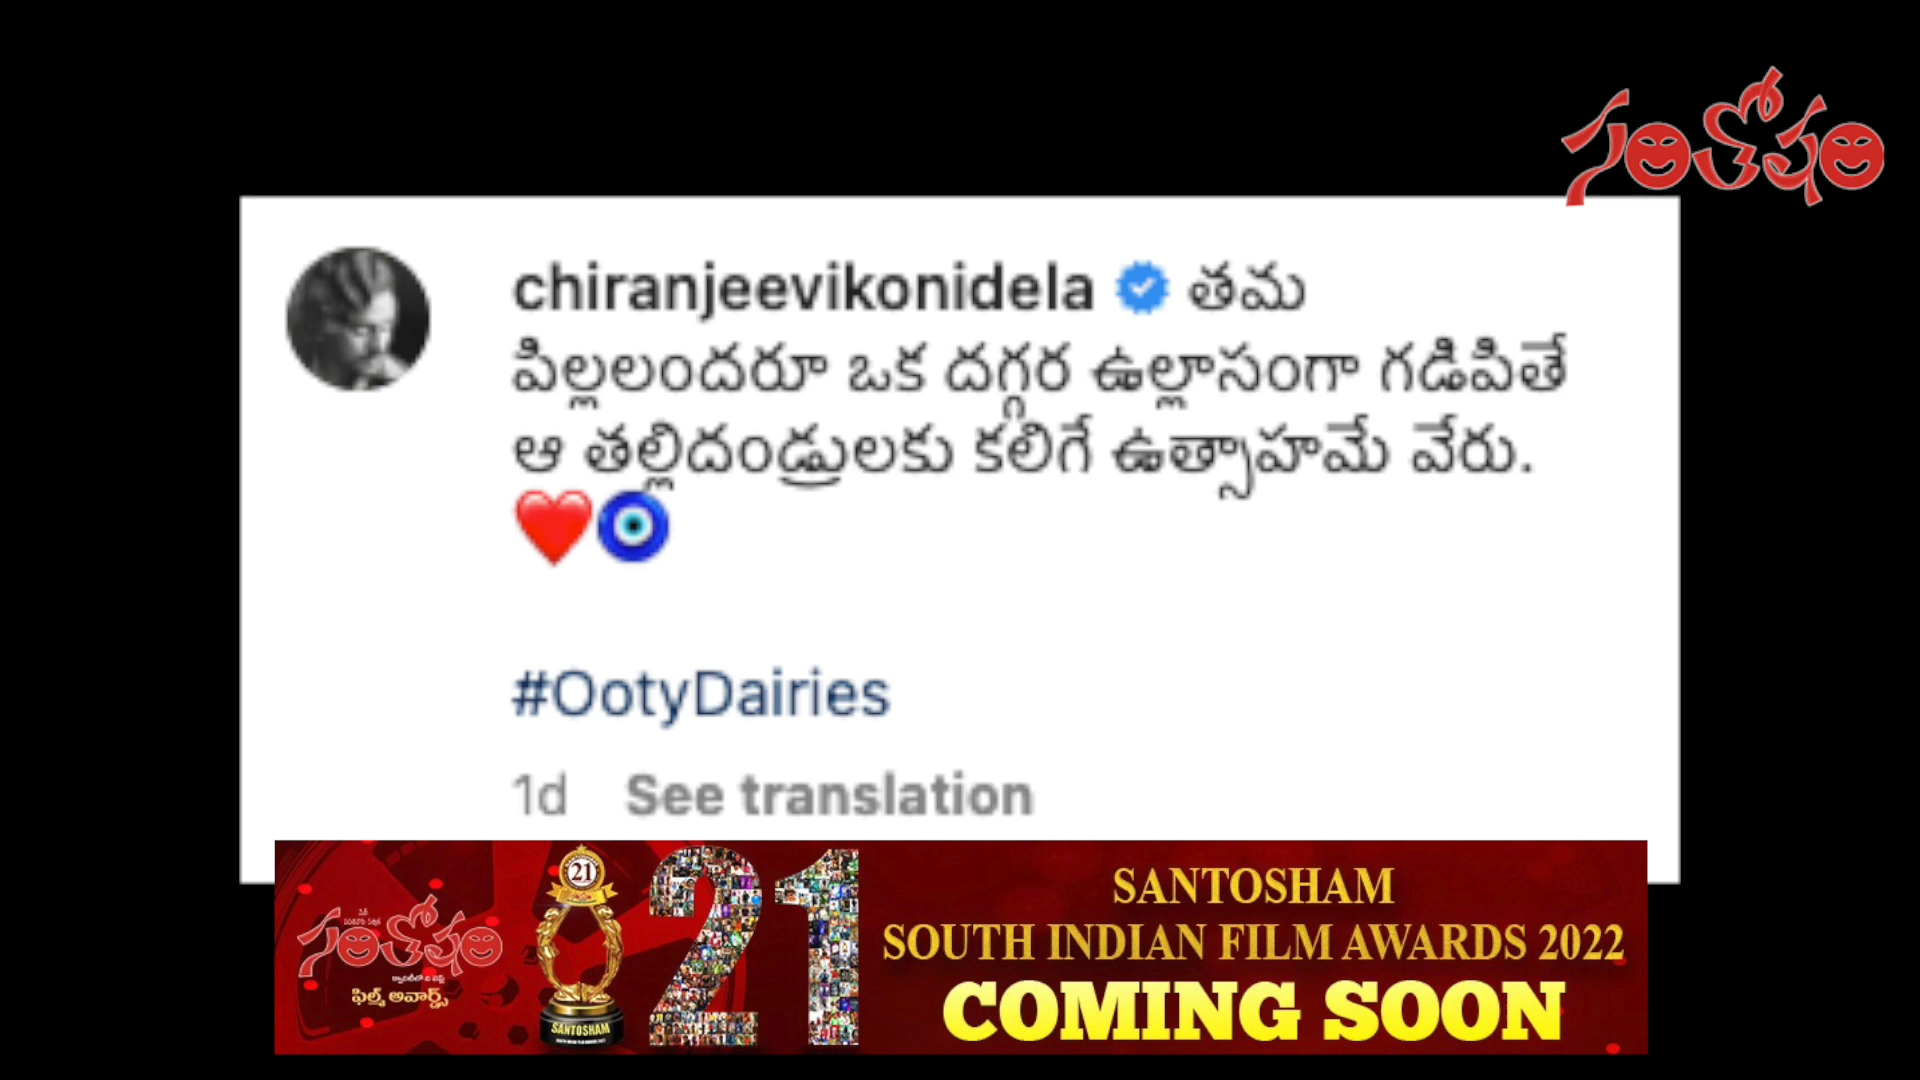 సంతోషం
chiranjeevikonidela తమ
పిల్లలందరూ ఒక దగ్గర ఉల్లాసంగా గడిపితే
ఆ తల్లిదండ్రులకు కలిగే ఉత్సాహమే వేరు.
❤️🧿
#OotyDairies
1d See translation
21
సంతోషం
ఫిల్మ్ అవార్డ్స్
SANTOSHAM
21
SANTOSHAM
SOUTH INDIAN FILM AWARDS 2022
COMING SOON